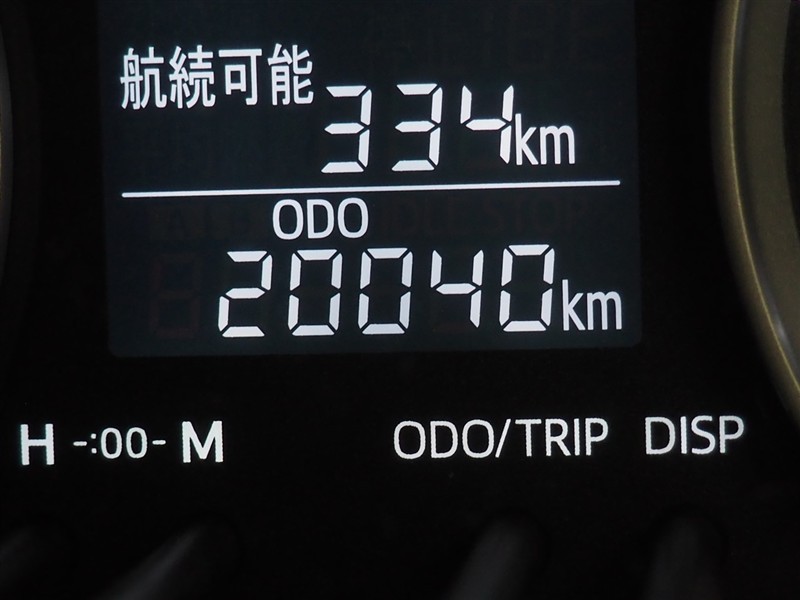 航続可能 334km
ODO
20040km
H -:00- M ODO/TRIP DISP